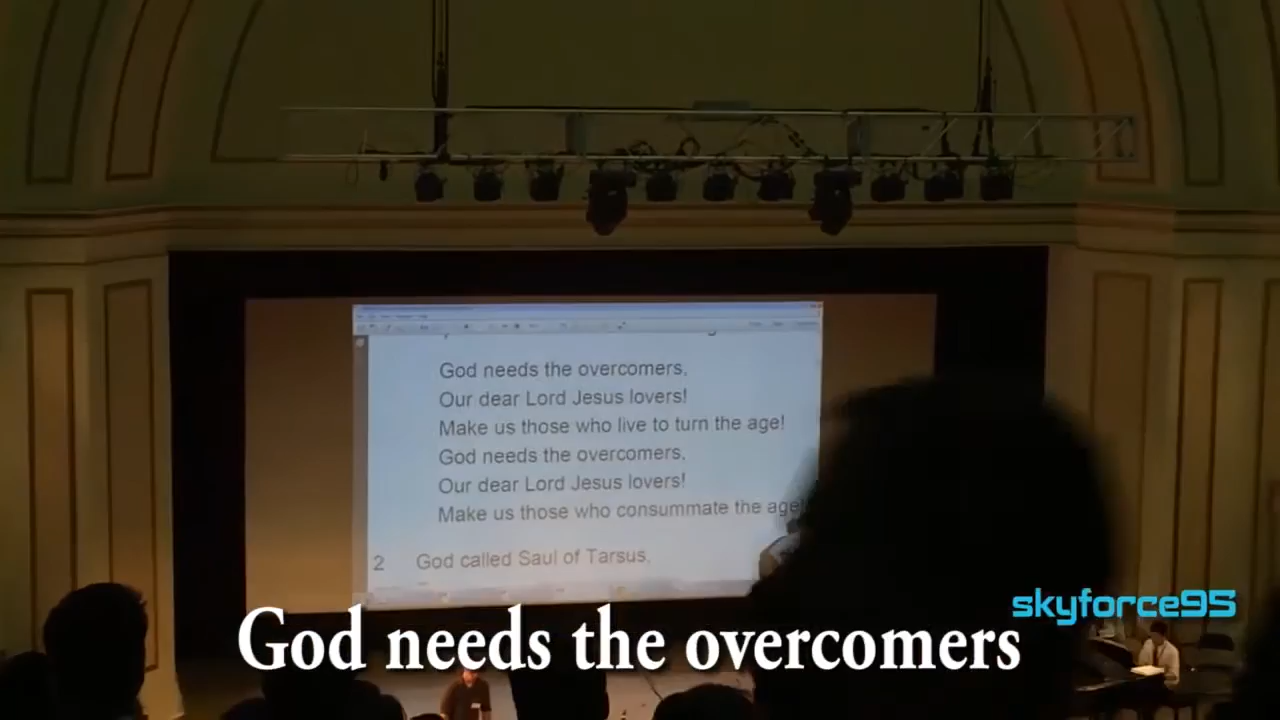 God needs the overcomers,
Our dear Lord Jesus lovers!
Make us those who live to turn the age!
God needs the overcomers,
Our dear Lord Jesus lovers!
Make us those who consummate the age!
2 God called Saul of Tarsus,
God needs the overcomers
skyforce95